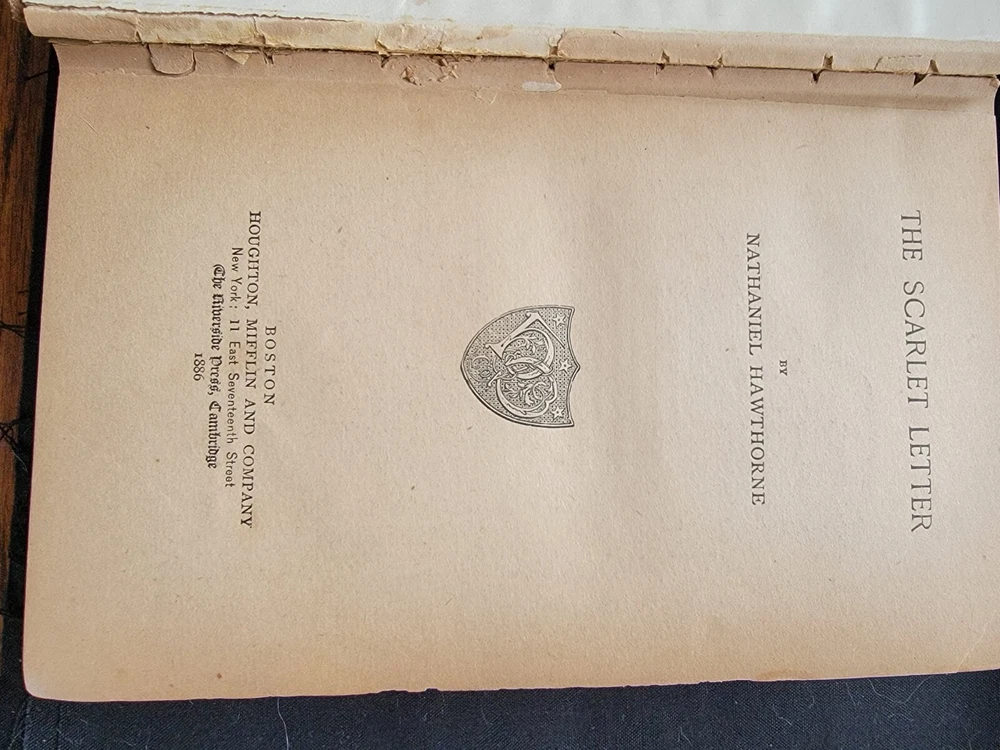 THE SCARLET LETTER
BY
NATHANIEL HAWTHORNE
BOSTON
HOUGHTON, MIFFLIN AND COMPANY
New York: 11 East Seventeenth Street
The Riverside Press, Cambridge
1886